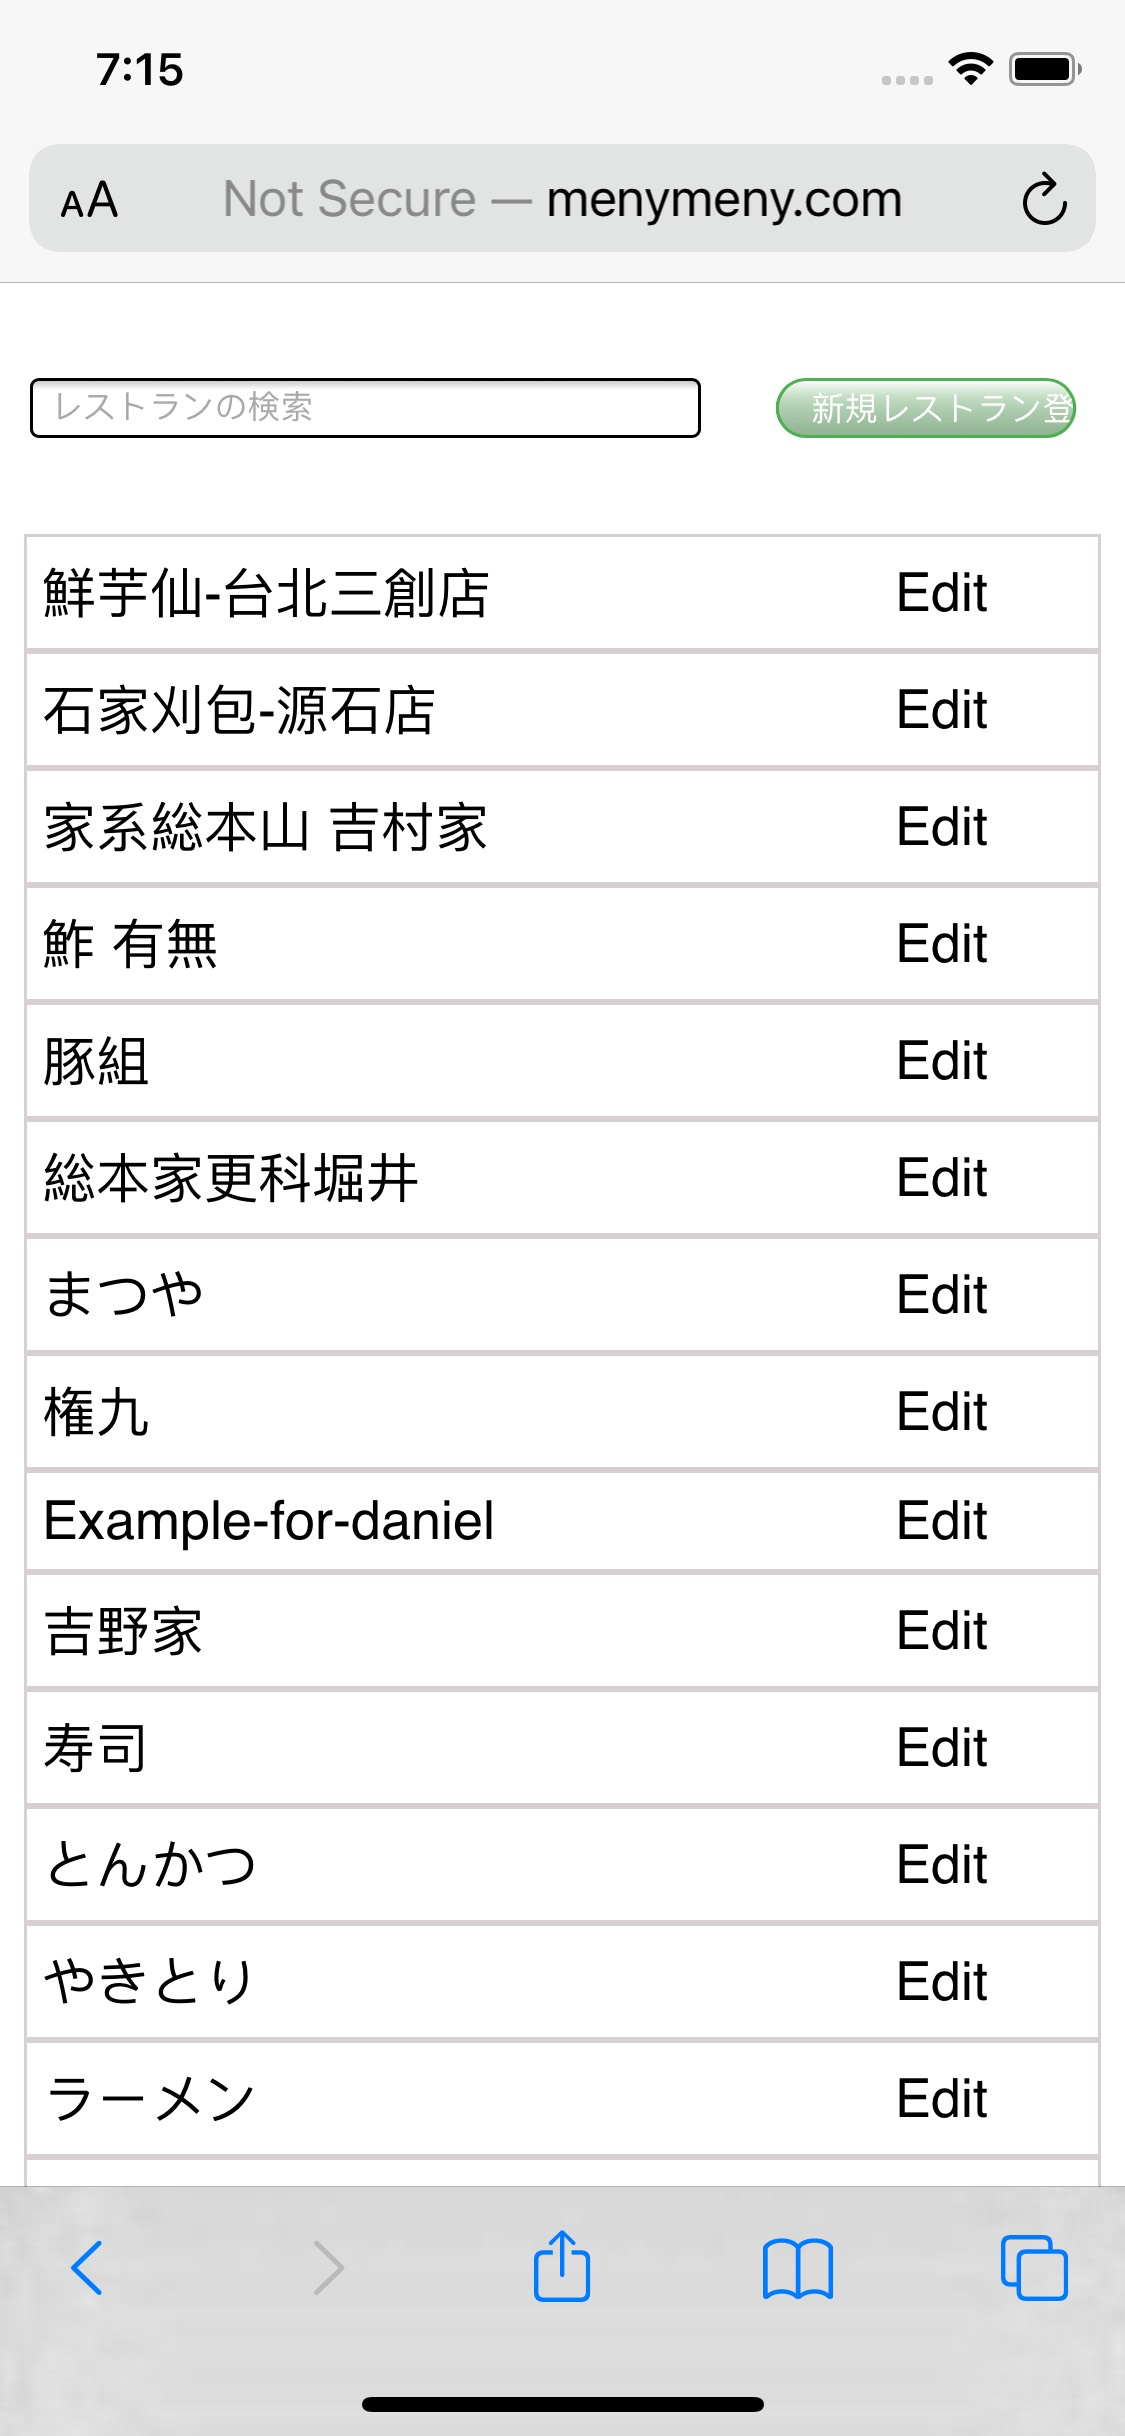 7:15
AA Not Secure — menymeny.com
レストランの検索
新規レストラン登
鮮芋仙-台北三創店 Edit
石家刈包-源石店 Edit
家系総本山 吉村家 Edit
鮓 有無 Edit
豚組 Edit
総本家更科堀井 Edit
まつや Edit
権九 Edit
Example-for-daniel Edit
吉野家 Edit
寿司 Edit
とんかつ Edit
やきとり Edit
ラーメン Edit